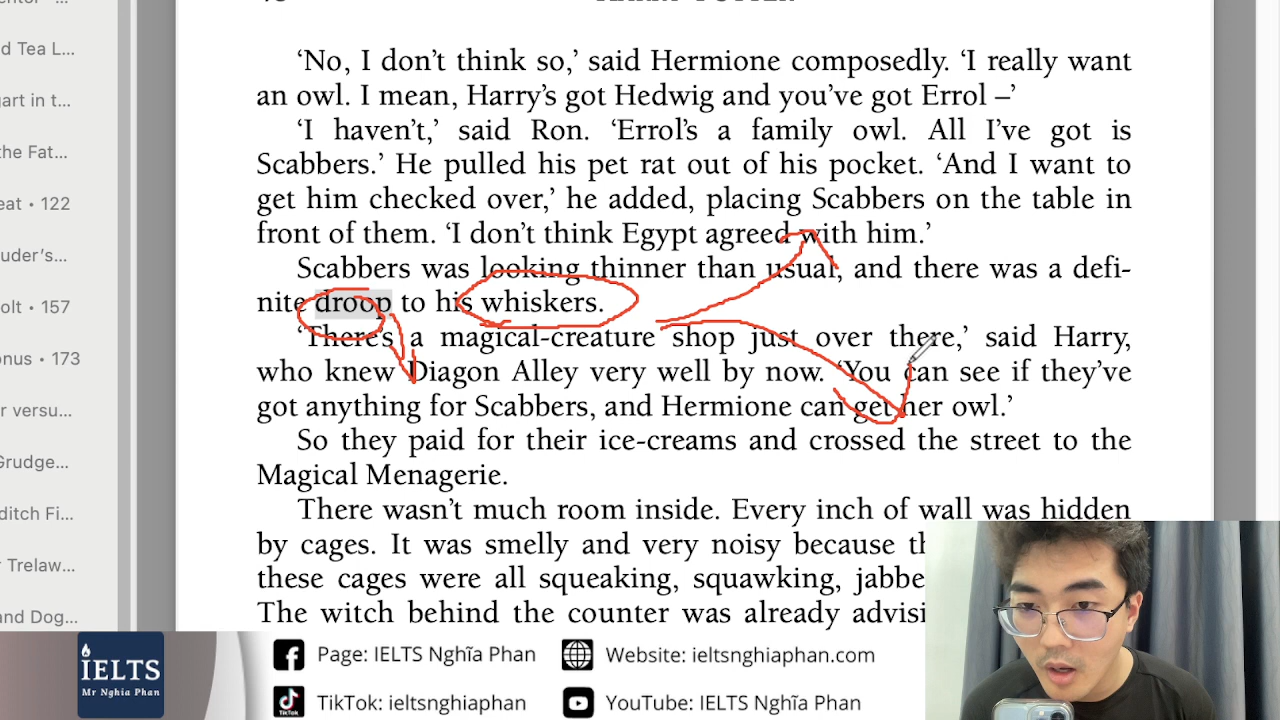 d Tea L...
gart in t...
the Fat...
eat • 122
uder's...
olt • 157
onus • 173
r versu...
Grudge...
ditch Fi...
r Trelaw...
and Dog...
HARRY POTTER
'No, I don't think so,' said Hermione composedly. 'I really want
an owl. I mean, Harry's got Hedwig and you've got Errol –'
'I haven't,' said Ron. 'Errol's a family owl. All I've got is
Scabbers.' He pulled his pet rat out of his pocket. 'And I want to
get him checked over,' he added, placing Scabbers on the table in
front of them. 'I don't think Egypt agreed with him.'
Scabbers was looking thinner than usual, and there was a defi-
nite droop to his whiskers.
'There's a magical-creature shop just over there,' said Harry,
who knew Diagon Alley very well by now. 'You can see if they've
got anything for Scabbers, and Hermione can get her owl.'
So they paid for their ice-creams and crossed the street to the
Magical Menagerie.
There wasn't much room inside. Every inch of wall was hidden
by cages. It was smelly and very noisy because
these cages were all squeaking, squawking,
The witch behind the counter was already
IELTS
Mr Nghia Phan
Page: IELTS Nghĩa Phan
Website: ieltsnghiaphan.com
TikTok
TikTok: ieltsnghiaphan
YouTube: IELTS Nghĩa Phan